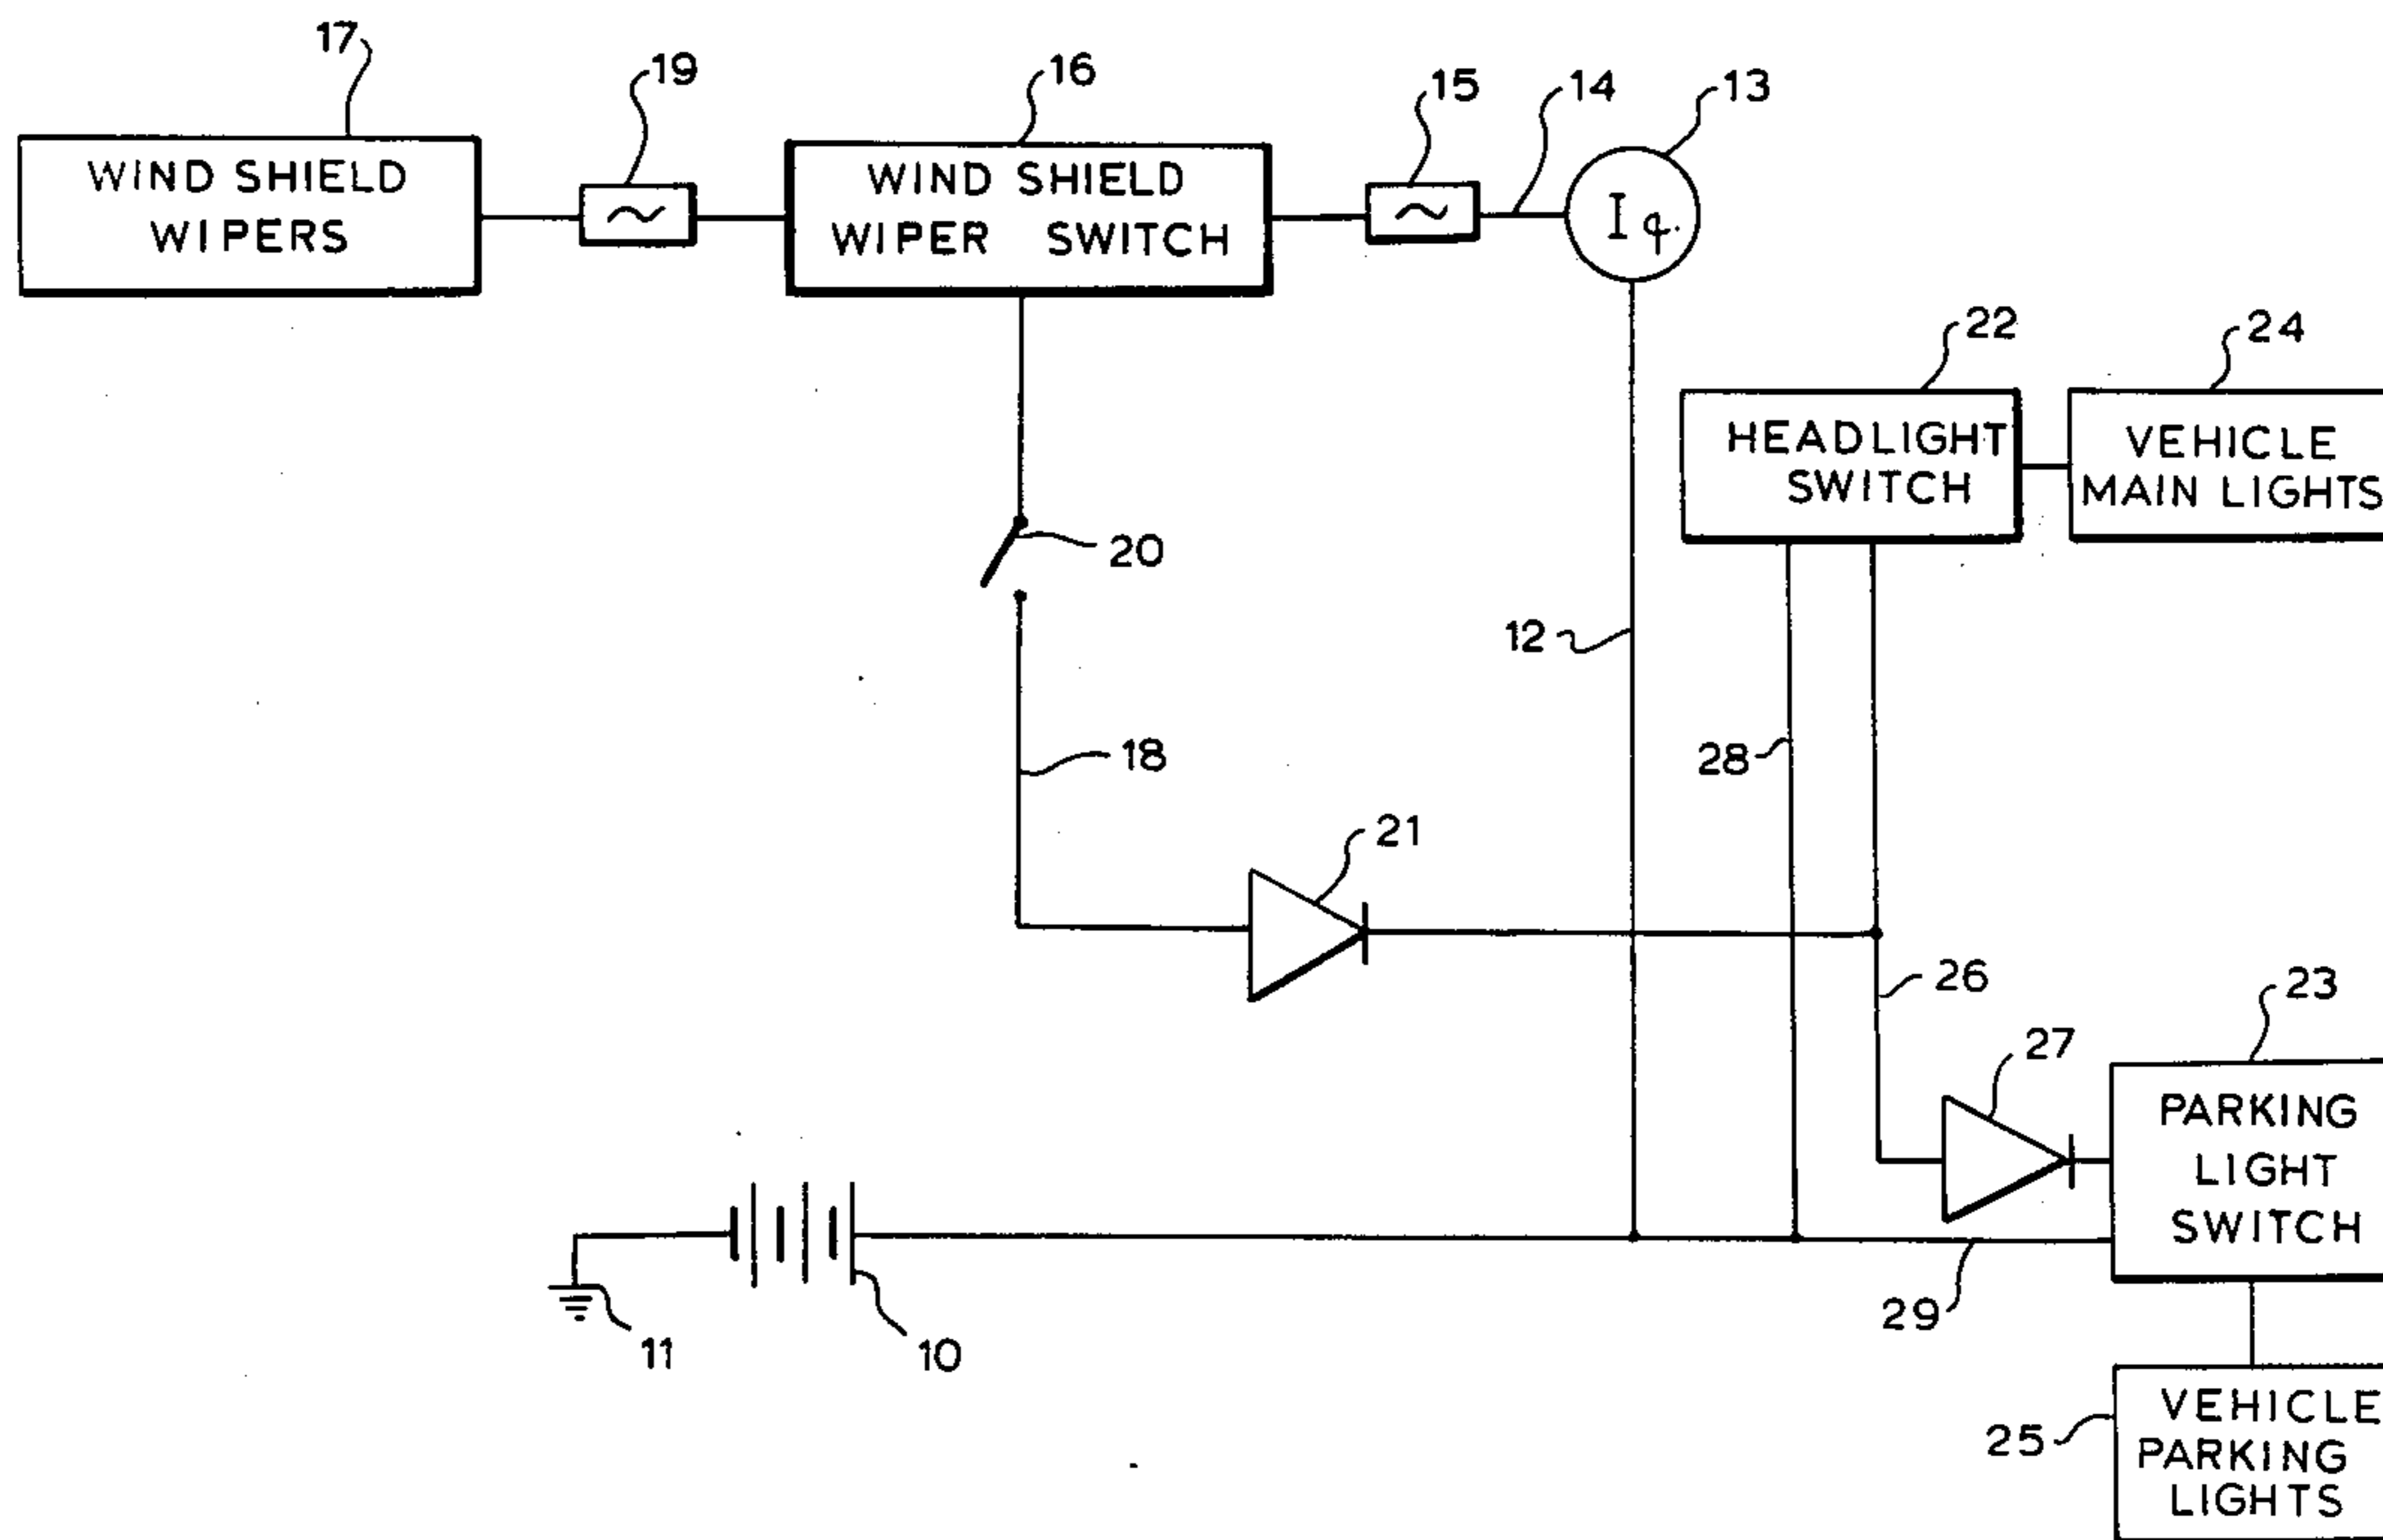 17
19
16
15
14
13
WIND SHIELD
WIPERS
WIND SHIELD
WIPER SWITCH
Iq.
22
24
HEADLIGHT
SWITCH
VEHICLE
MAIN LIGHTS
20
12
18
28
21
26
23
27
PARKING
LIGHT
SWITCH
29
11
10
25
VEHICLE
PARKING
LIGHTS